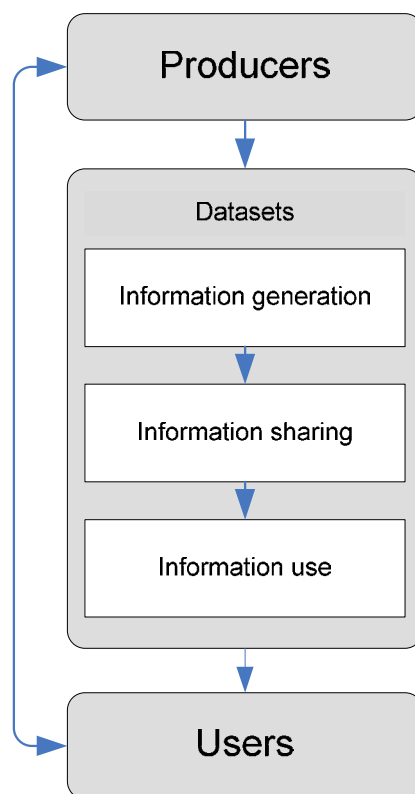 Producers
Datasets
Information generation
Information sharing
Information use
Users